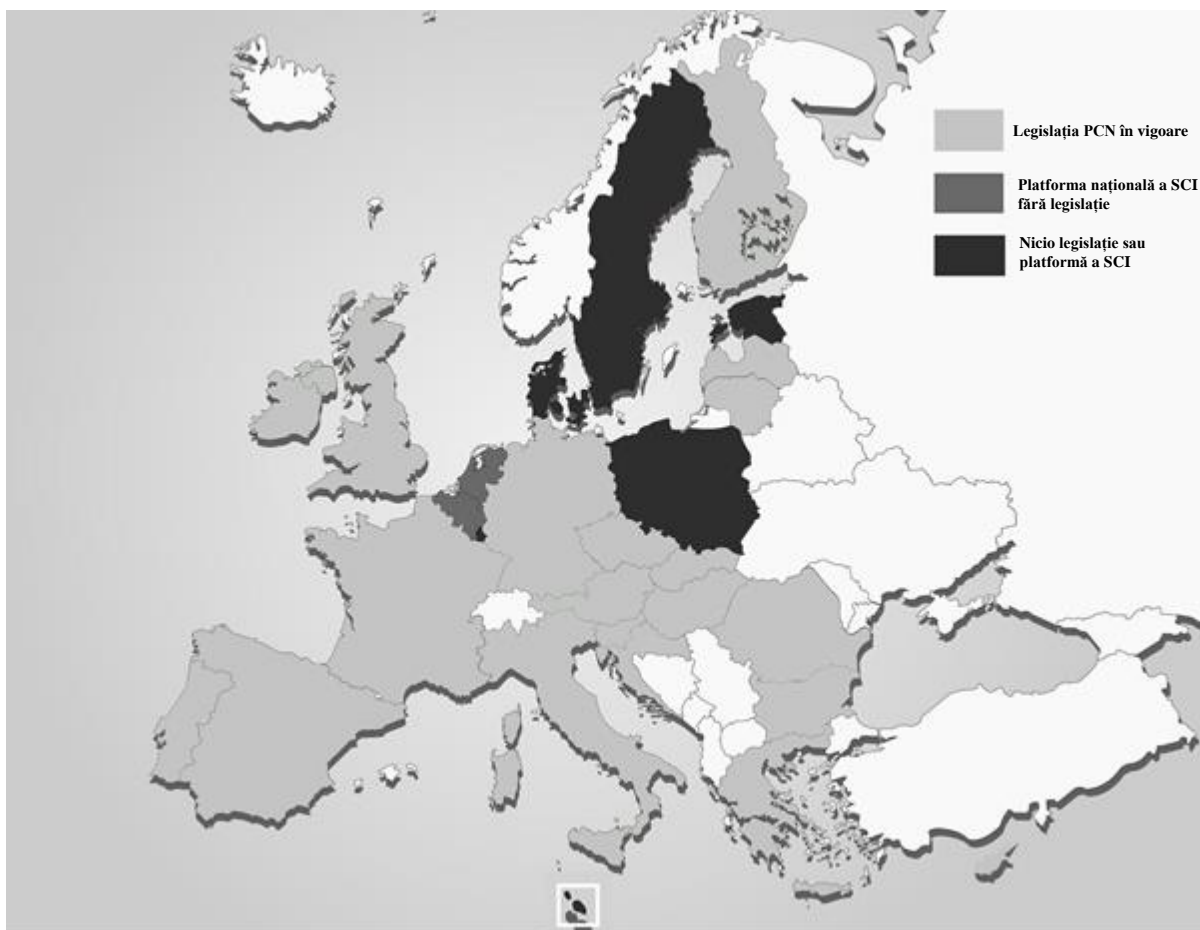 Legislația PCN în vigoare
Platforma națională a SCI
fără legislație
Nicio legislație sau
platformă a SCI